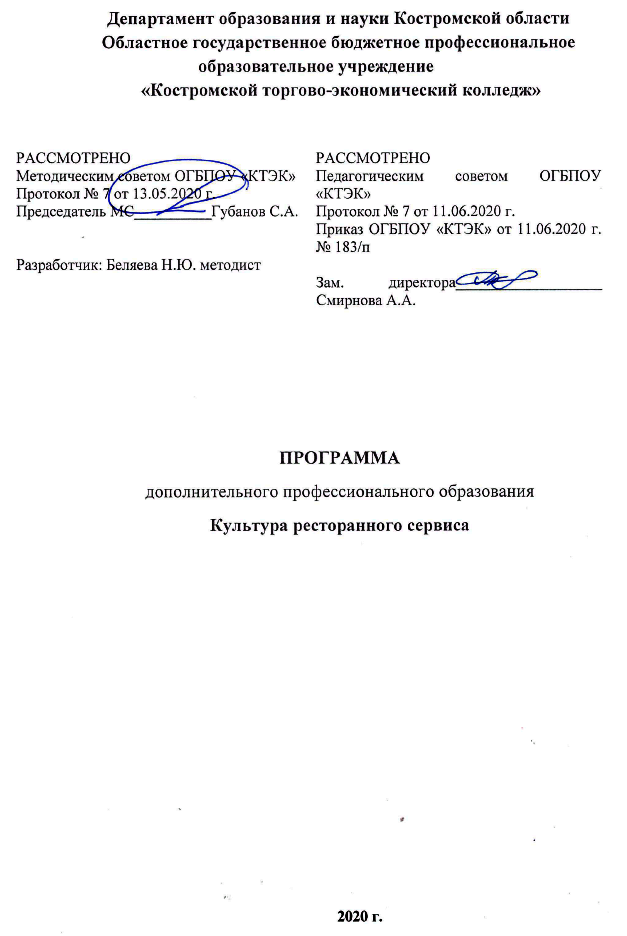 Департамент образования и науки Костромской области
Областное государственное бюджетное профессиональное
образовательное учреждение
«Костромской торгово-экономический колледж»
РАССМОТРЕНО
Методическим советом ОГБПОУ «КТЭК»
Протокол № 7 от 13.05.2020 г.
Председатель МС___________Губанов С.А.
Разработчик: Беляева Н.Ю. методист
РАССМОТРЕНО
Педагогическим советом ОГБПОУ
«КТЭК»
Протокол № 7 от 11.06.2020 г.
Приказ ОГБПОУ «КТЭК» от 11.06.2020 г.
№ 183/п
Зам. директора____________________
Смирнова А.А.
ПРОГРАММА
дополнительного профессионального образования
Культура ресторанного сервиса
2020 г.